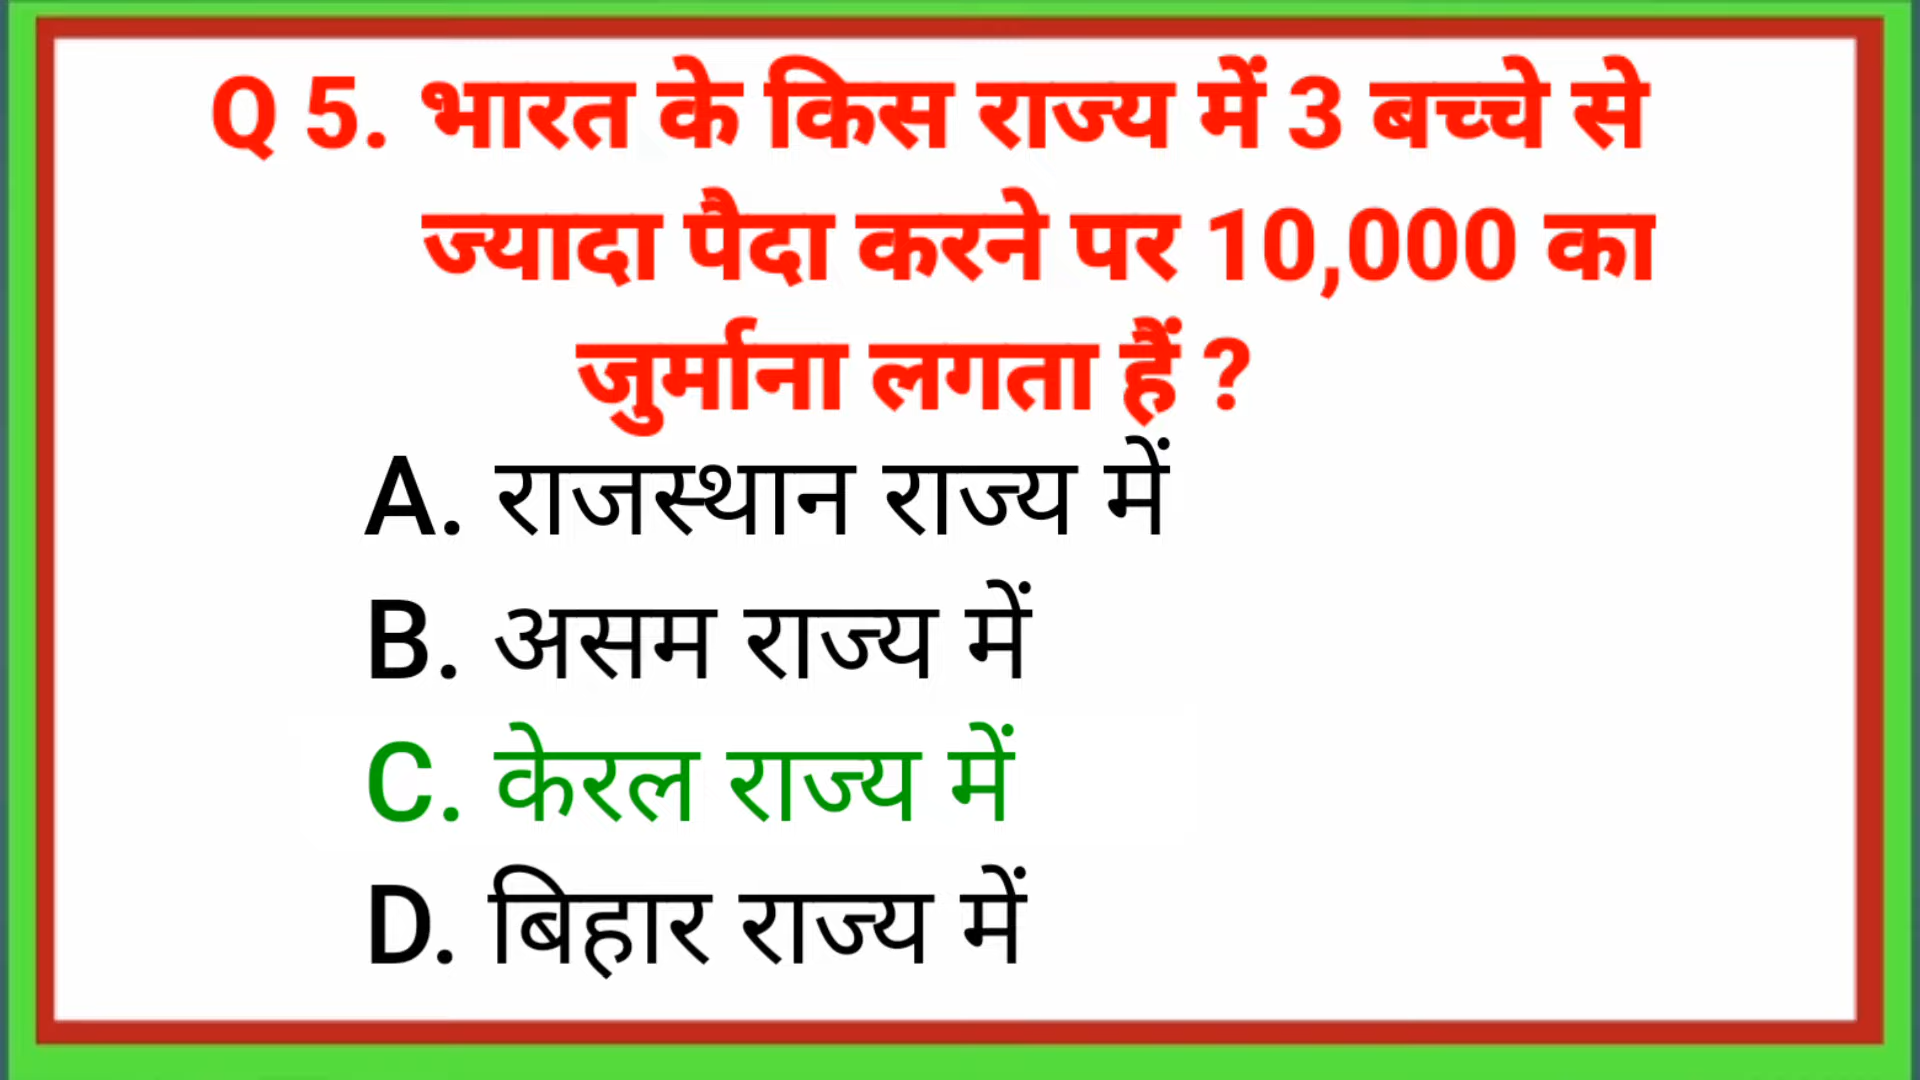 Q 5. भारत के किस राज्य में 3 बच्चे से
ज्यादा पैदा करने पर 10,000 का
जुर्माना लगता हैं ?
A. राजस्थान राज्य में
B. असम राज्य में
C. केरल राज्य में
D. बिहार राज्य में